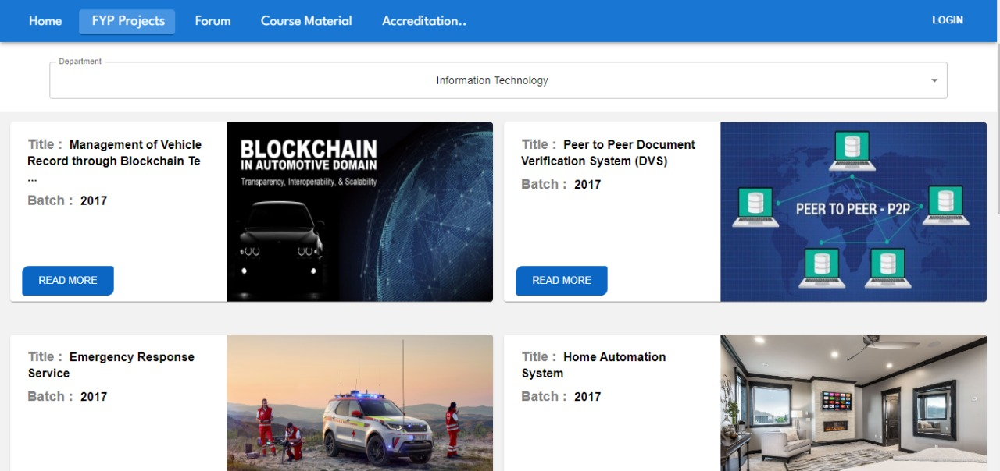 Home FYP Projects Forum Course Material Accreditation.. LOGIN
Department
Information Technology
Title : Management of Vehicle
Record through Blockchain Te
...
Batch : 2017
READ MORE
BLOCKCHAIN
IN AUTOMOTIVE DOMAIN
Transparency, Interoperability, & Scalability
Title : Peer to Peer Document
Verification System (DVS)
Batch : 2017
READ MORE
PEER TO PEER - P2P
Title : Emergency Response
Service
Batch : 2017
Title : Home Automation
System
Batch : 2017